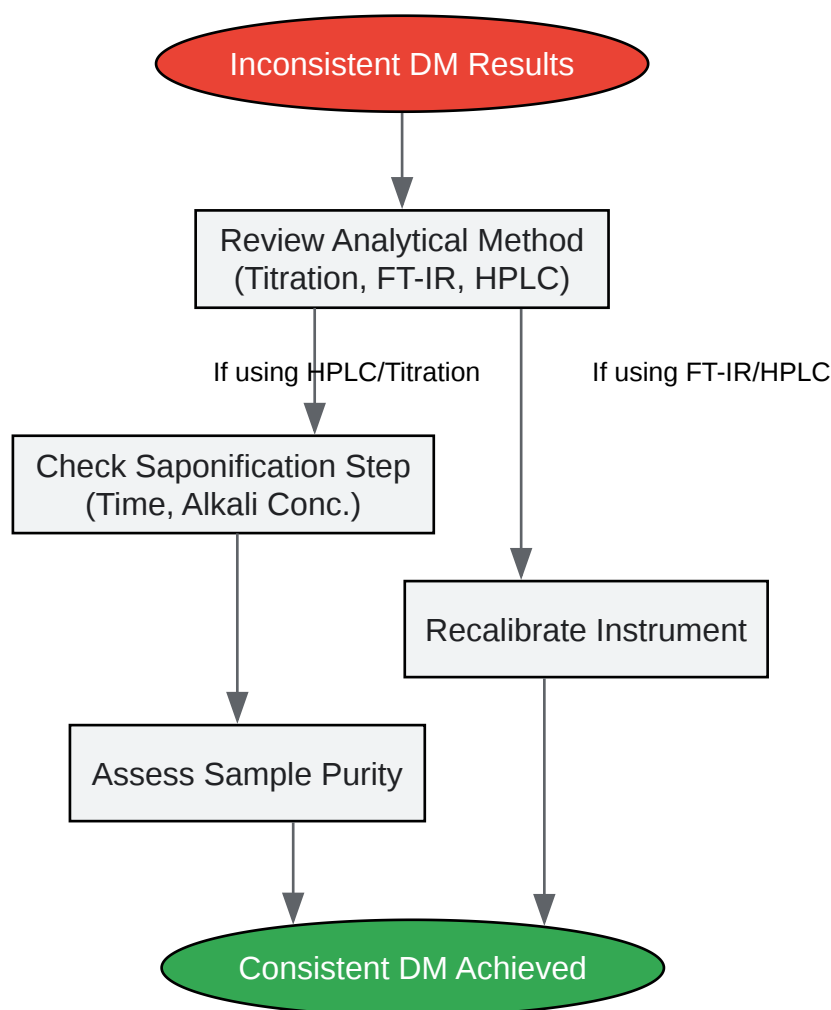 Inconsistent DM Results
Review Analytical Method
(Titration, FT-IR, HPLC)
If using HPLC/Titration
If using FT-IR/HPLC
Check Saponification Step
(Time, Alkali Conc.)
Recalibrate Instrument
Assess Sample Purity
Consistent DM Achieved